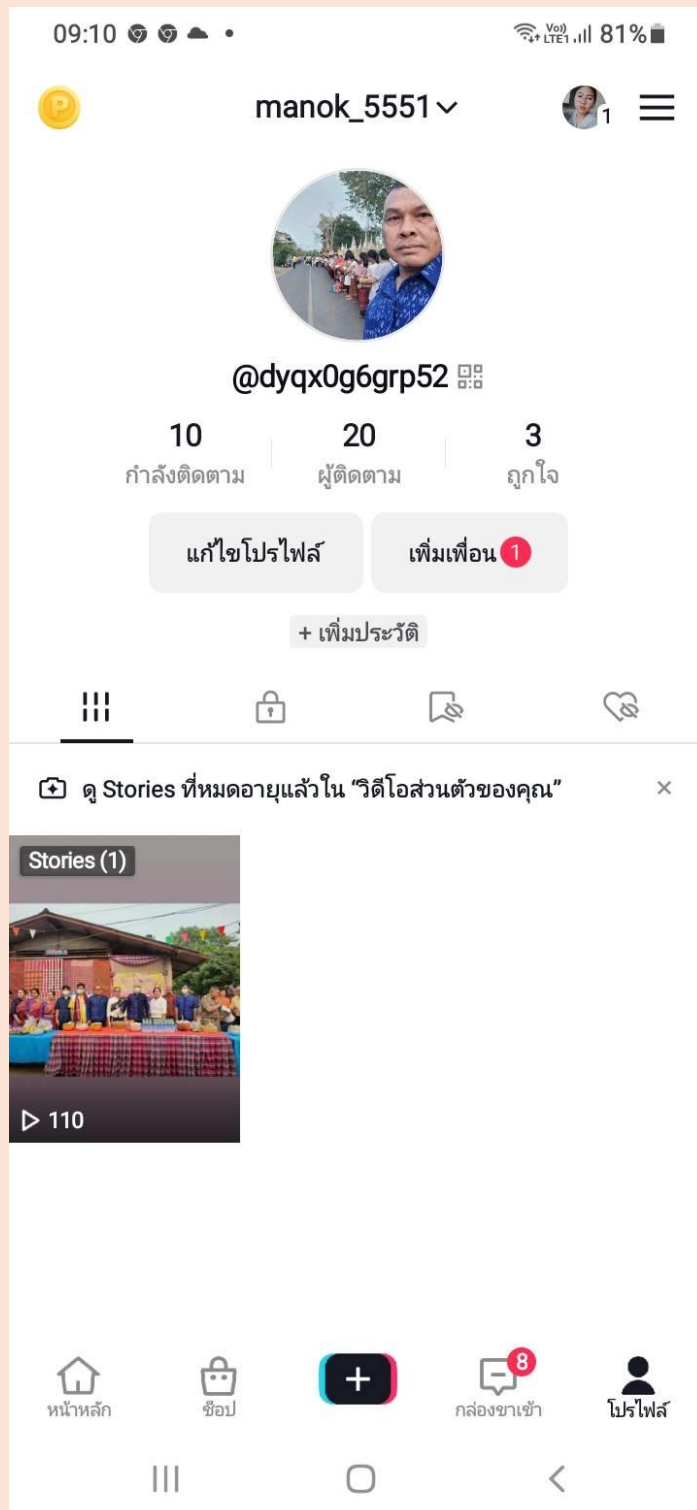 09:10
Vo)) LTE1 81%
P
manok_5551
1
@dyqx0g6grp52
10 20 3
กำลังติดตาม ผู้ติดตาม ถูกใจ
แก้ไขโปรไฟล์ เพิ่มเพื่อน 1
+ เพิ่มประวัติ
ดู Stories ที่หมดอายุแล้วใน “วิดีโอส่วนตัวของคุณ”
Stories (1)
110
8
หน้าหลัก ช็อป กล่องขาเข้า โปรไฟล์